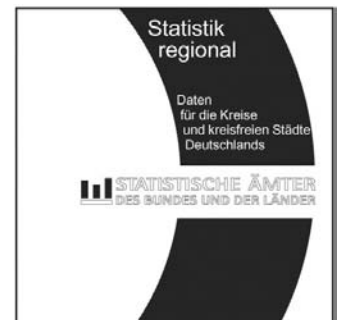 Statistik
regional
Daten
für die Kreise
und kreisfreien Städte
Deutschlands
STATISTISCHE ÄMTER
DES BUNDES UND DER LÄNDER